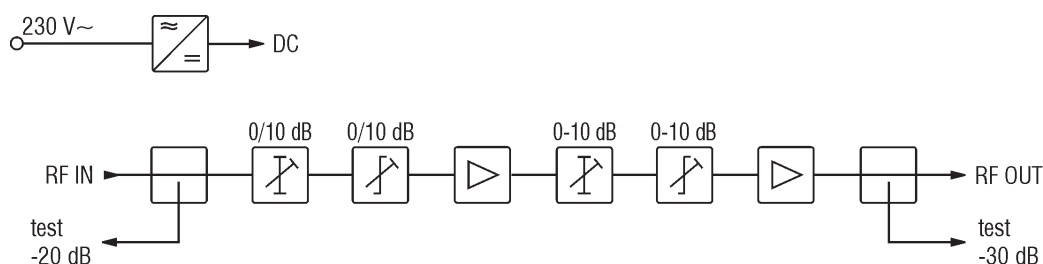 230 V~
DC
0/10 dB 0/10 dB 0-10 dB 0-10 dB
RF IN RF OUT
test test
-20 dB -30 dB